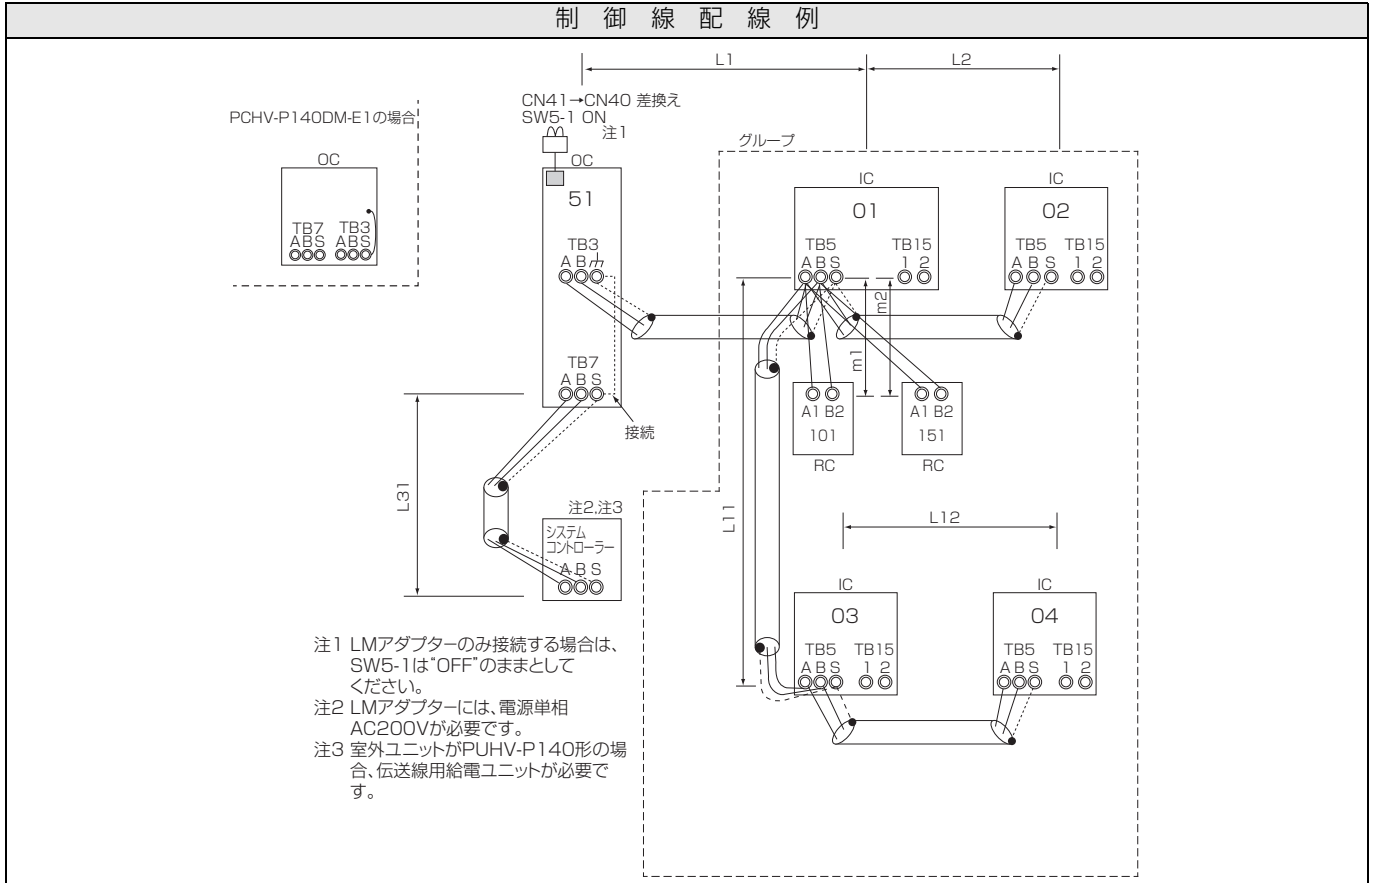 制御線配線例
L1
L2
CN41→CN40 差換え
SW5-1 ON
注1
PCHV-P140DM-E1の場合
OC
TB7 TB3
ABS ABS
OC
51
TB3
A B
TB7
A B S
接続
グループ
IC
01
TB5 TB15
A B S 1 2
IC
02
TB5 TB15
A B S 1 2
m2
m1
A1 B2
101
RC
A1 B2
151
RC
L31
注2,注3
システム
コントローラー
A B S
L11
L12
IC
03
TB5 TB15
A B S 1 2
IC
04
TB5 TB15
A B S 1 2
注1 LMアダプターのみ接続する場合は、
SW5-1は“OFF”のままとして
ください。
注2 LMアダプターには、電源単相
AC200Vが必要です。
注3 室外ユニットがPUHV-P140形の場
合、伝送線用給電ユニットが必要で
す。